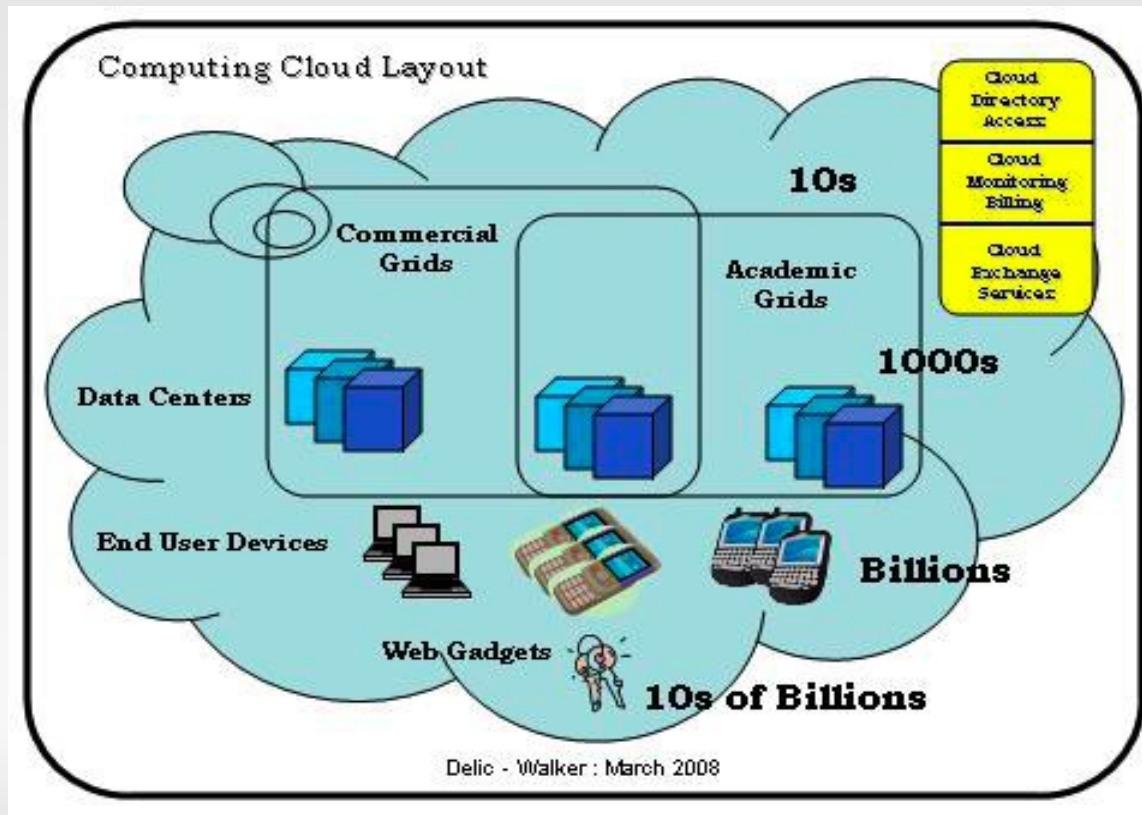 Computing Cloud Layout
Cloud
Directory
Access
Cloud
Monitoring
Billing
Cloud
Exchange
Services
10s
Commercial
Grids
Academic
Grids
1000s
Data Centers
End User Devices
Billions
Web Gadgets
10s of Billions
Delic - Walker : March 2008